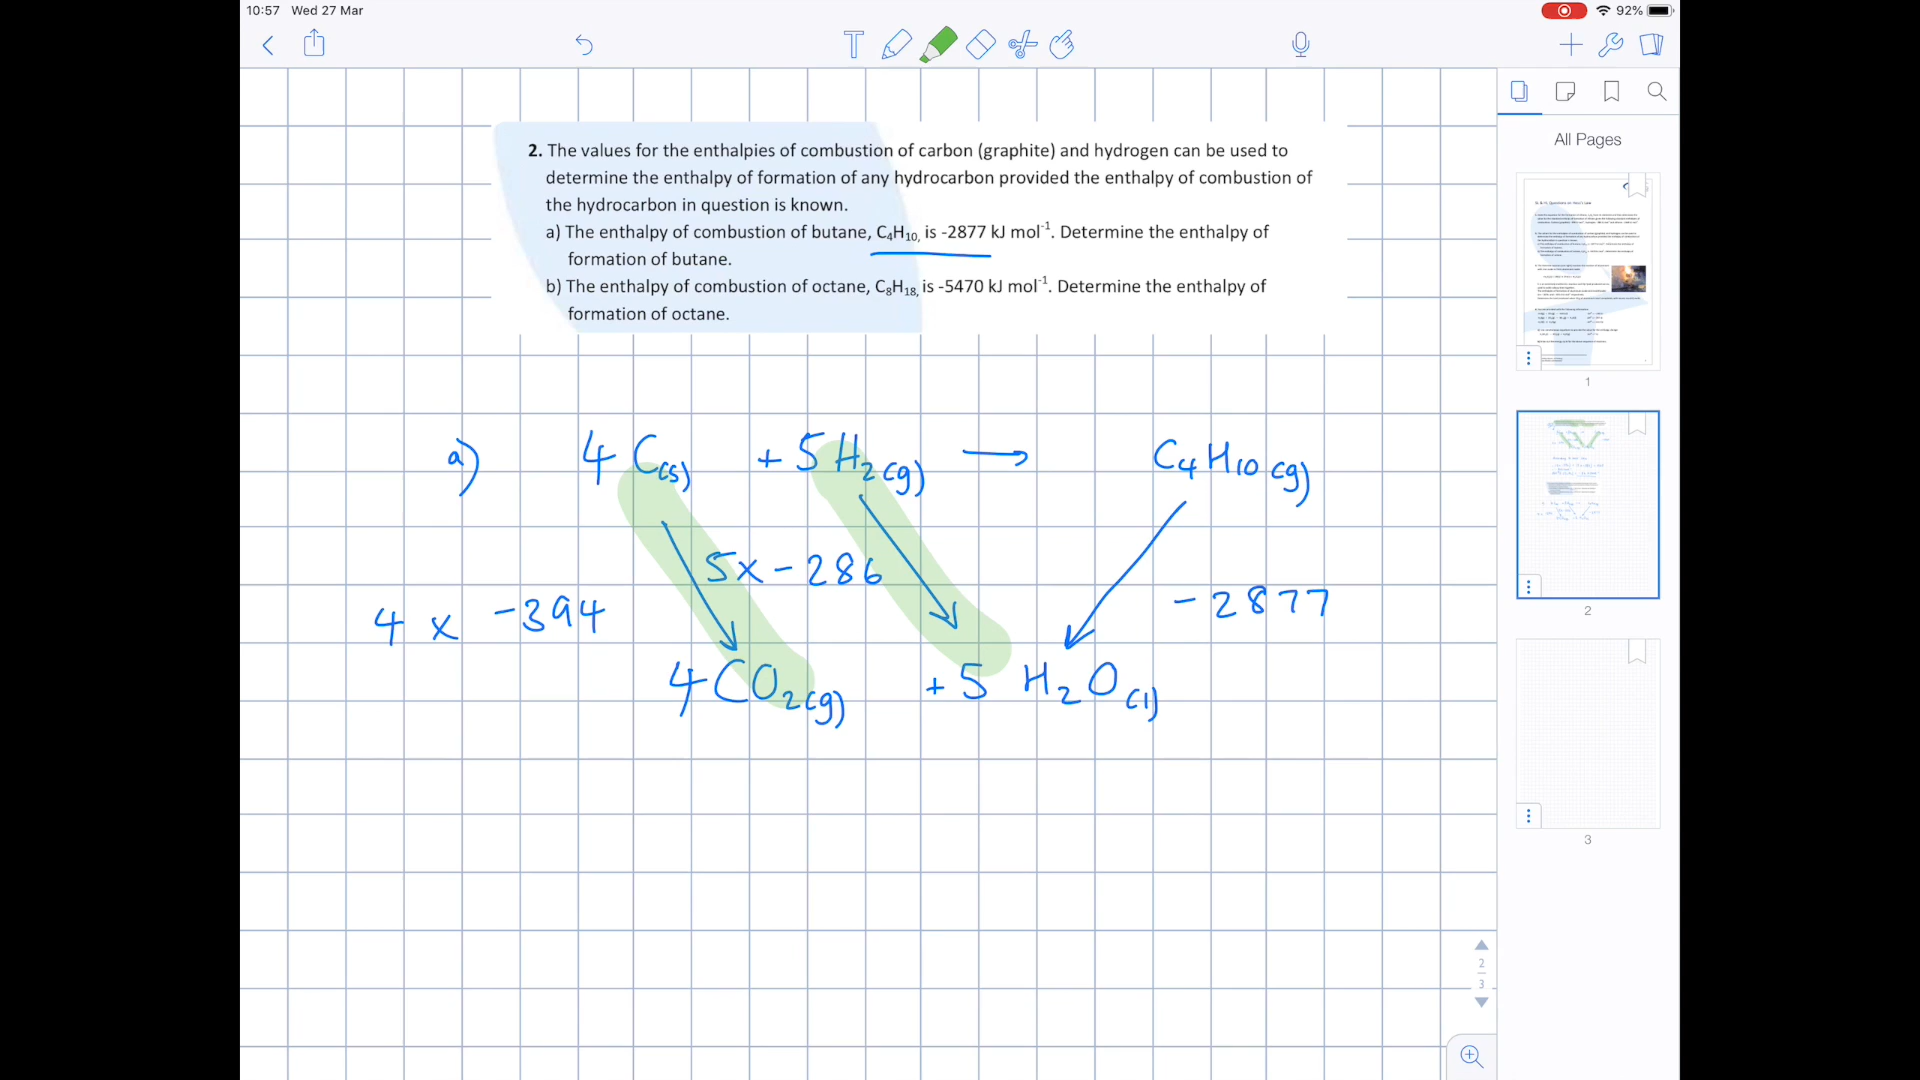 10:57 Wed 27 Mar
92%
T
All Pages
2. The values for the enthalpies of combustion of carbon (graphite) and hydrogen can be used to
determine the enthalpy of formation of any hydrocarbon provided the enthalpy of combustion of
the hydrocarbon in question is known.
a) The enthalpy of combustion of butane, C₄H₁₀, is -2877 kJ mol⁻¹. Determine the enthalpy of
formation of butane.
b) The enthalpy of combustion of octane, C₈H₁₈, is -5470 kJ mol⁻¹. Determine the enthalpy of
formation of octane.
a) 4 C(s) + 5 H₂(g) → C₄H₁₀(g)
5 x - 286
4 x - 394
- 2877
4 CO₂(g) + 5 H₂O(l)
1
2
3
2
3